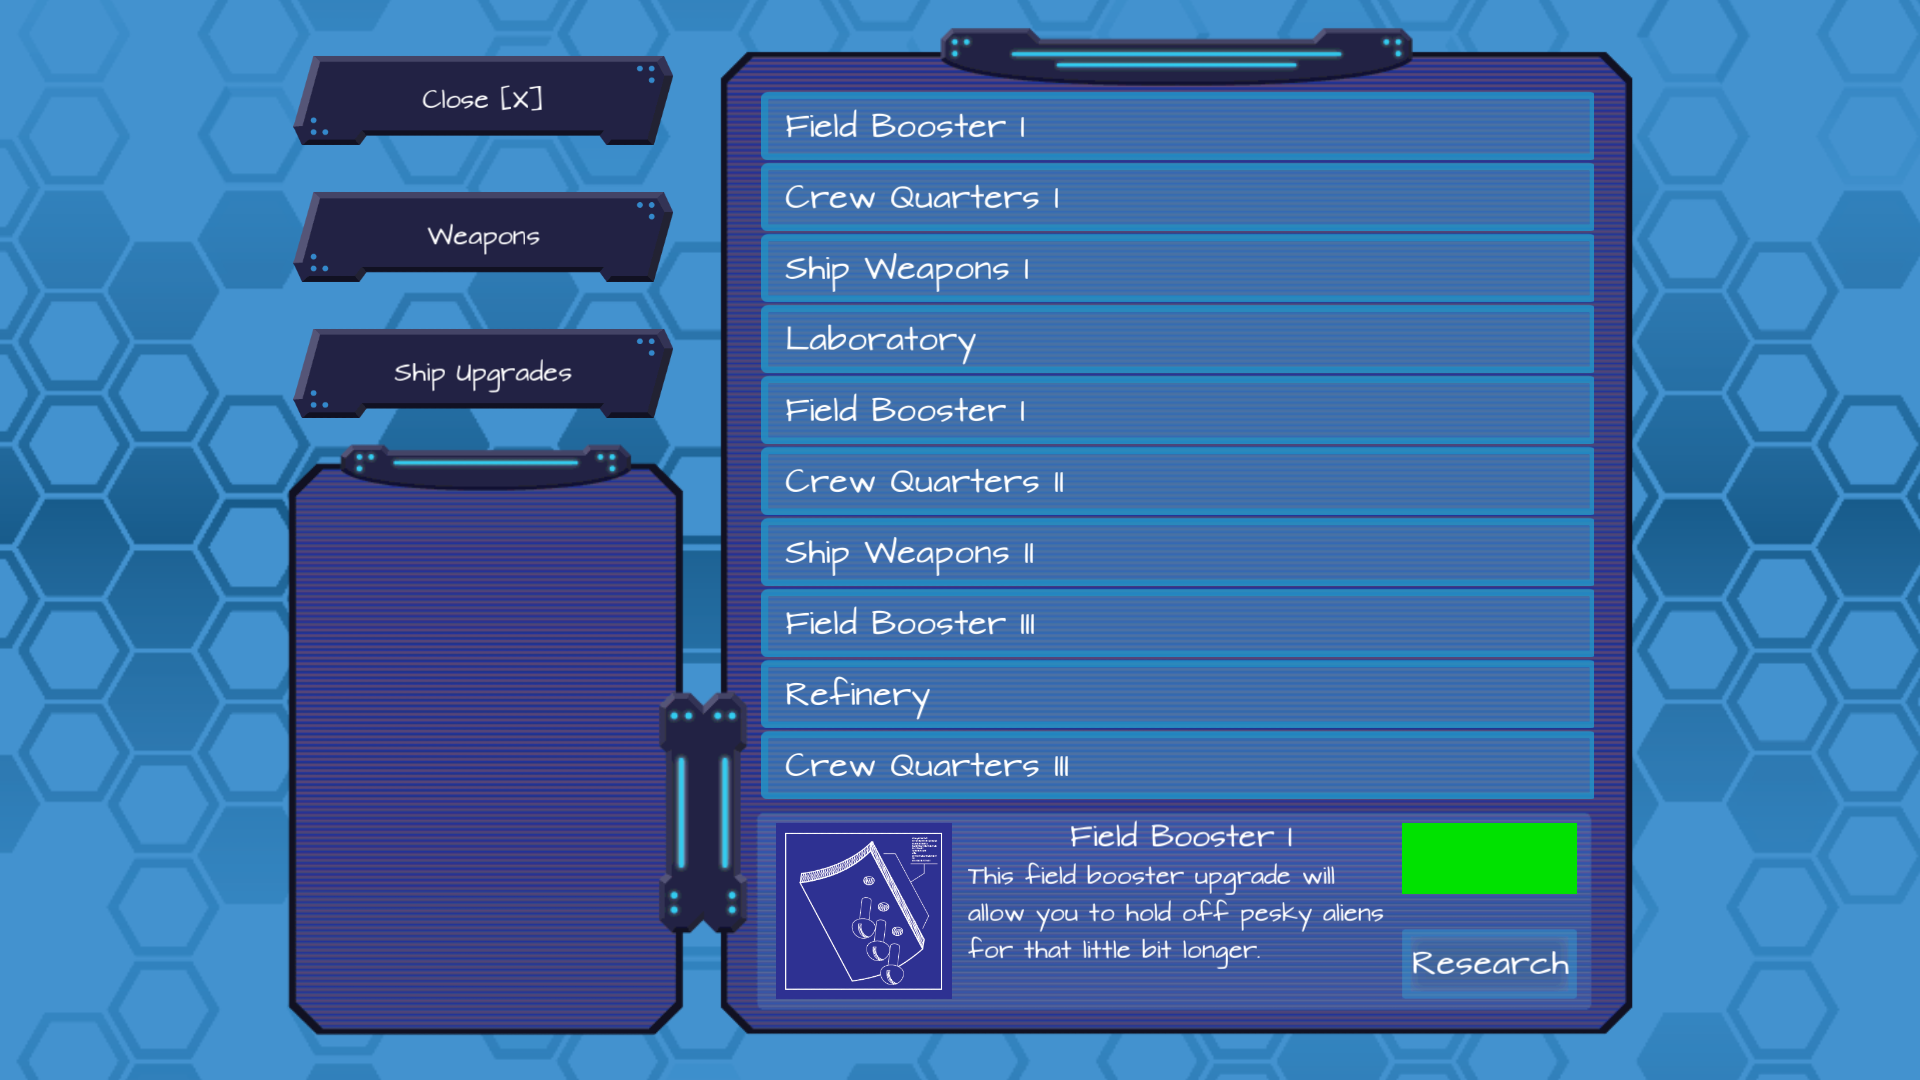 Close [X]
Weapons
Ship Upgrades
Field Booster I
Crew Quarters I
Ship Weapons I
Laboratory
Field Booster I
Crew Quarters II
Ship Weapons II
Field Booster III
Refinery
Crew Quarters III
Field Booster I
This field booster upgrade will
allow you to hold off pesky aliens
for that little bit longer.
Research